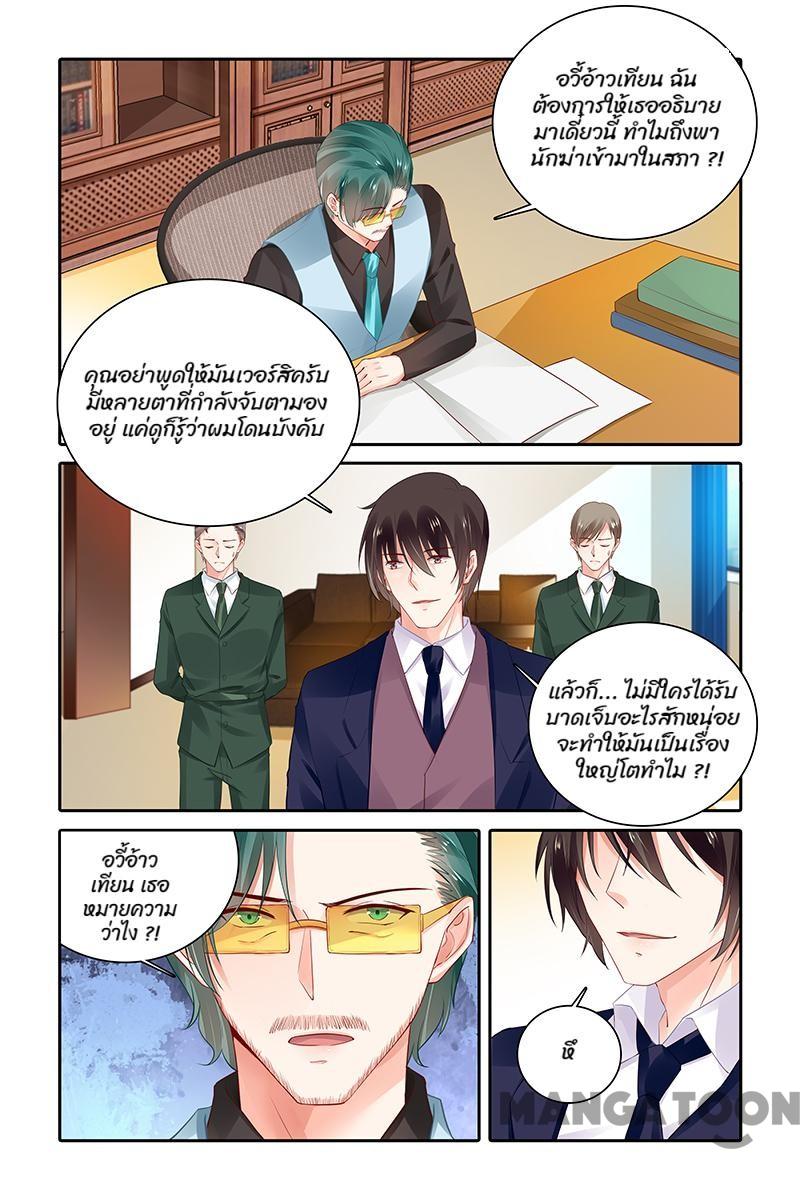 อวี้อ้าวเทียน ฉัน
ต้องการให้เธออธิบาย
มาเดี๋ยวนี้ ทำไมถึงพา
นักฆ่าเข้ามาในสภา ?!
คุณอย่าพูดให้มันเวอร์สิครับ
มีหลายตาที่กำลังจับตามอง
อยู่ แค่ดูก็รู้ว่าผมโดนบังคับ
แล้วก็... ไม่มีใครได้รับ
บาดเจ็บอะไรสักหน่อย
จะทำให้มันเป็นเรื่อง
ใหญ่โตทำไม ?!
อวี้อ้าว
เทียน เธอ
หมายความ
ว่าไง ?!
หึ
MANGATOON